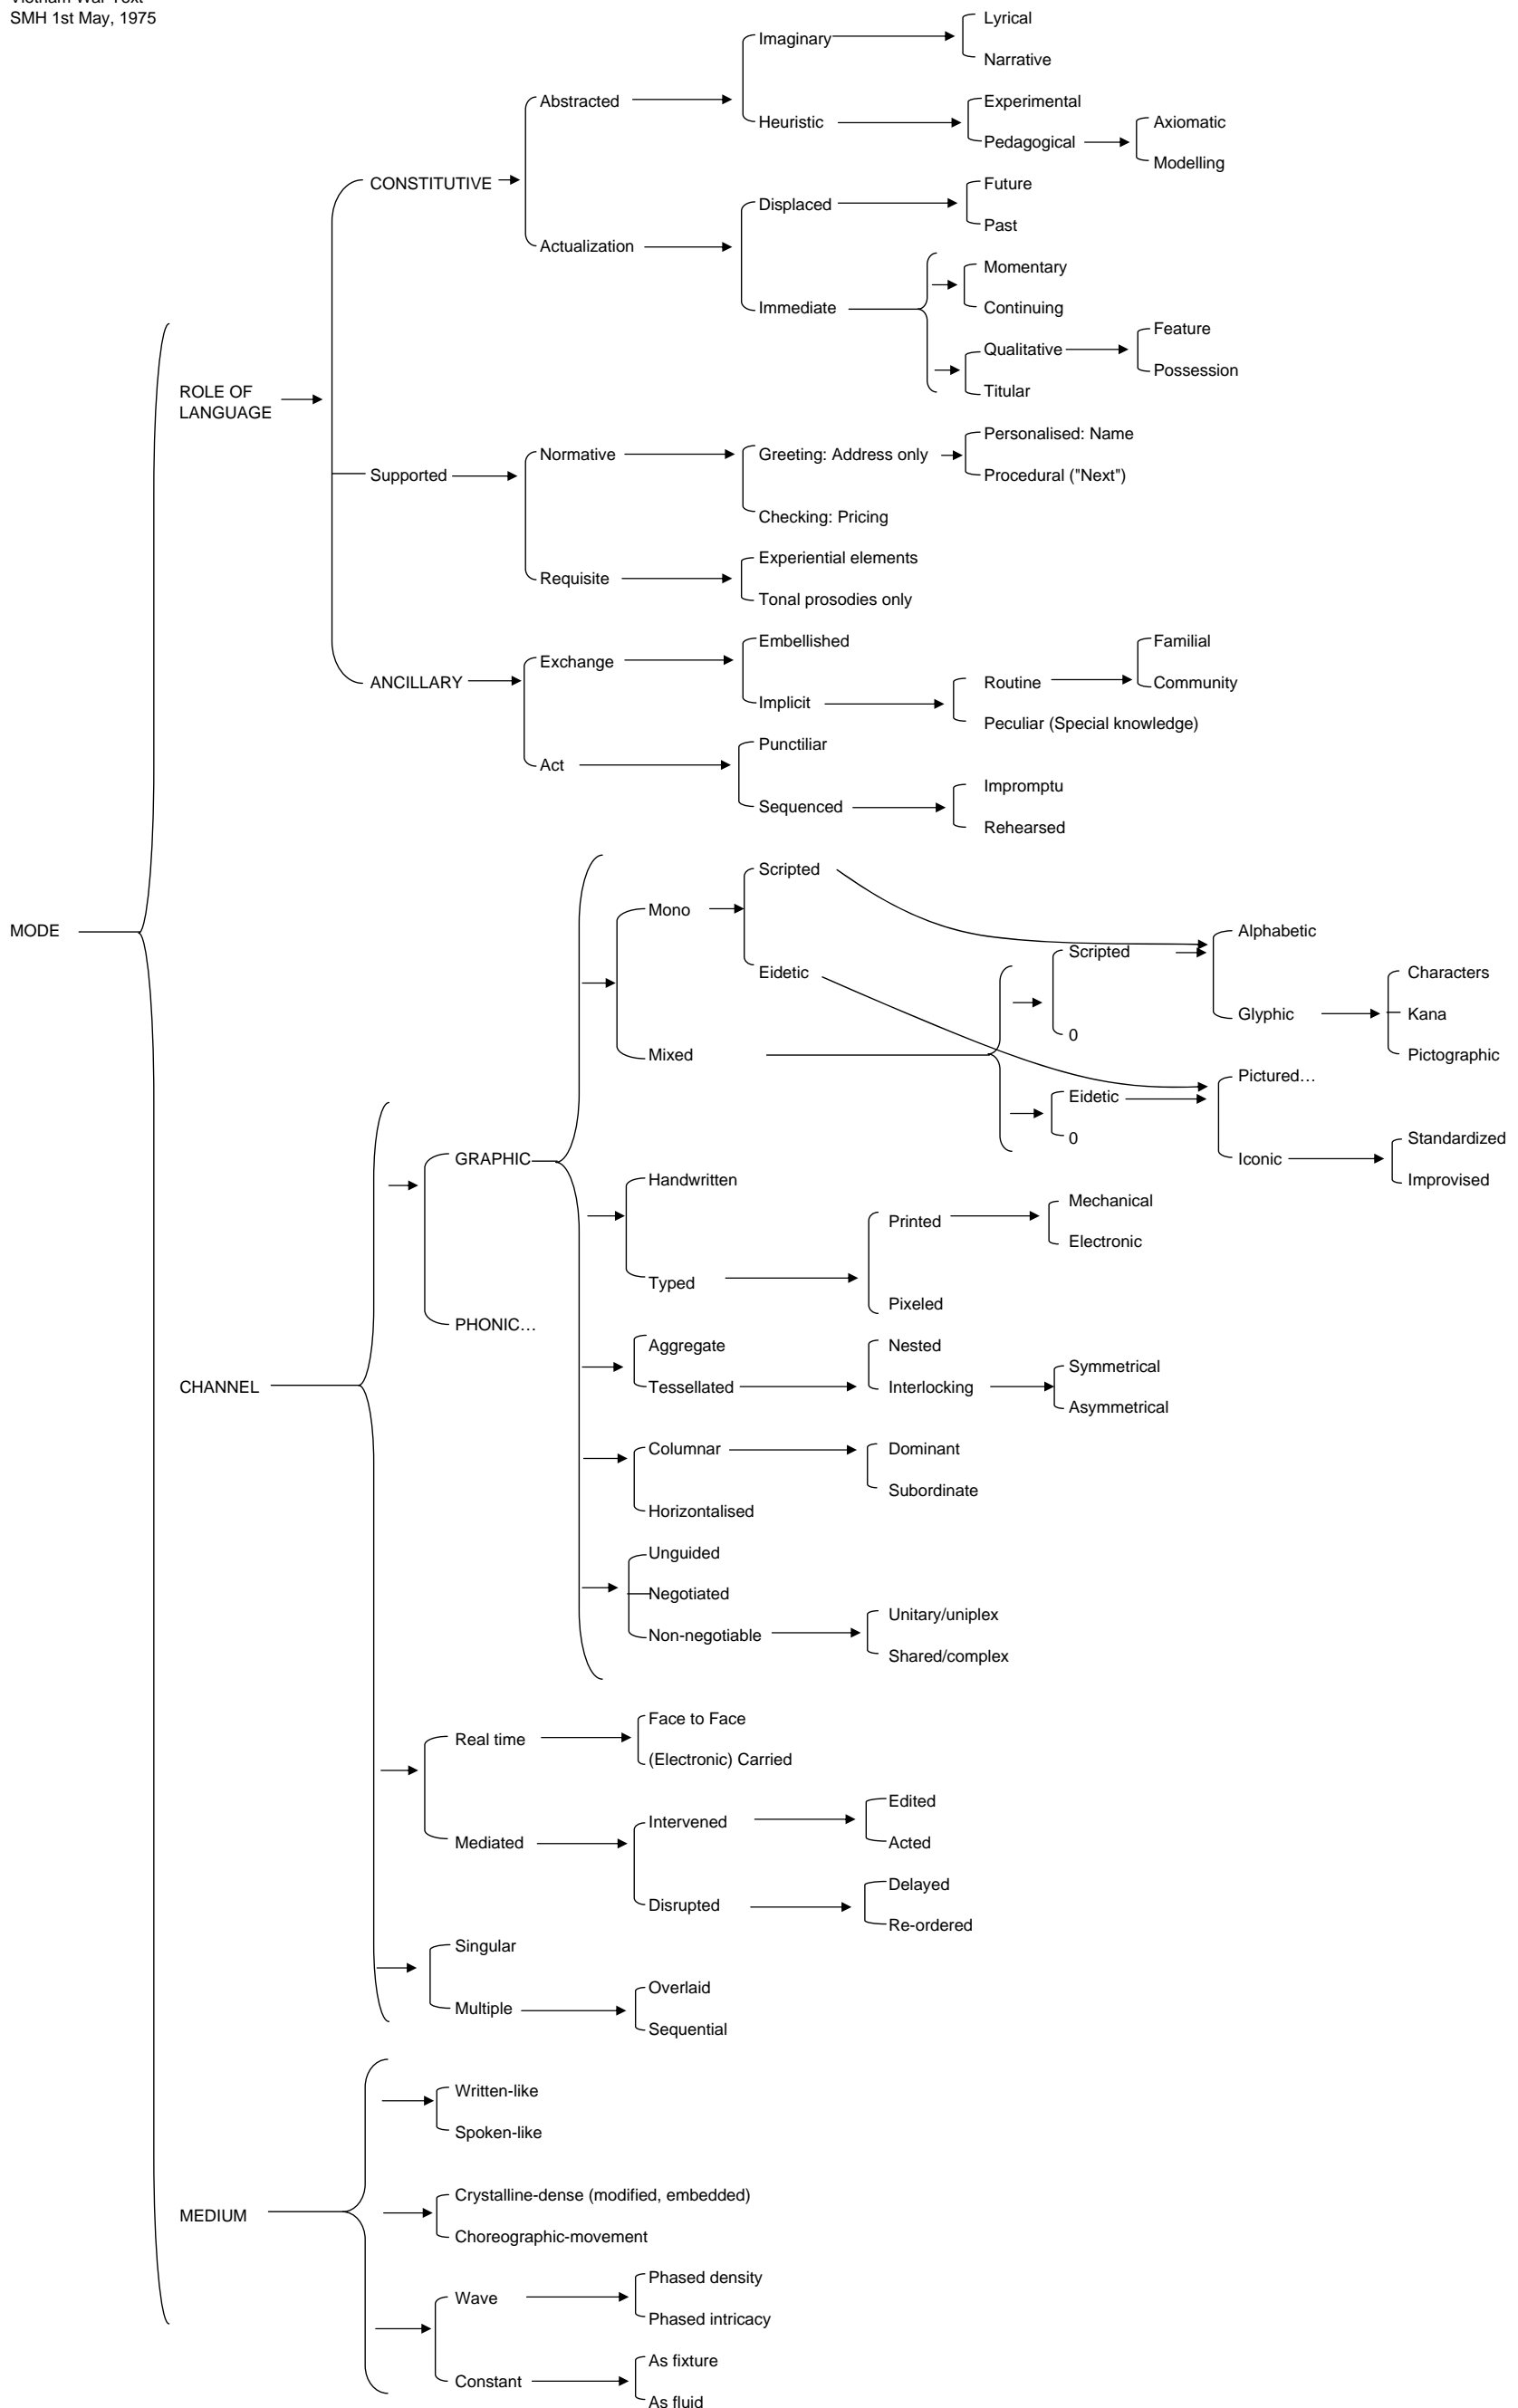 SMH 1st May, 1975
Lyrical
Imaginary
Narrative
Abstracted
Experimental
Heuristic
Axiomatic
Pedagogical
Modelling
CONSTITUTIVE
Future
Displaced
Past
Actualization
Momentary
Immediate
Continuing
Feature
Qualitative
Possession
ROLE OF
LANGUAGE
Titular
Personalised: Name
Normative
Greeting: Address only
Supported
Procedural ("Next")
Checking: Pricing
Experiential elements
Requisite
Tonal prosodies only
Embellished
Familial
Exchange
ANCILLARY
Implicit
Routine
Community
Peculiar (Special knowledge)
Punctiliar
Act
Impromptu
Sequenced
Rehearsed
Scripted
Mono
MODE
Alphabetic
Scripted
Eidetic
Characters
Glyphic
Kana
0
Mixed
Pictographic
Pictured…
Eidetic
0
Standardized
GRAPHIC
Iconic
Handwritten
Improvised
Mechanical
Printed
Electronic
Typed
Pixeled
PHONIC…
Aggregate
Nested
Symmetrical
CHANNEL
Tessellated
Interlocking
Asymmetrical
Columnar
Dominant
Subordinate
Horizontalised
Unguided
Negotiated
Unitary/uniplex
Non-negotiable
Shared/complex
Face to Face
Real time
(Electronic) Carried
Edited
Intervened
Mediated
Acted
Delayed
Disrupted
Re-ordered
Singular
Overlaid
Multiple
Sequential
Written-like
Spoken-like
Crystalline-dense (modified, embedded)
MEDIUM
Choreographic-movement
Phased density
Wave
Phased intricacy
As fixture
Constant
As fluid